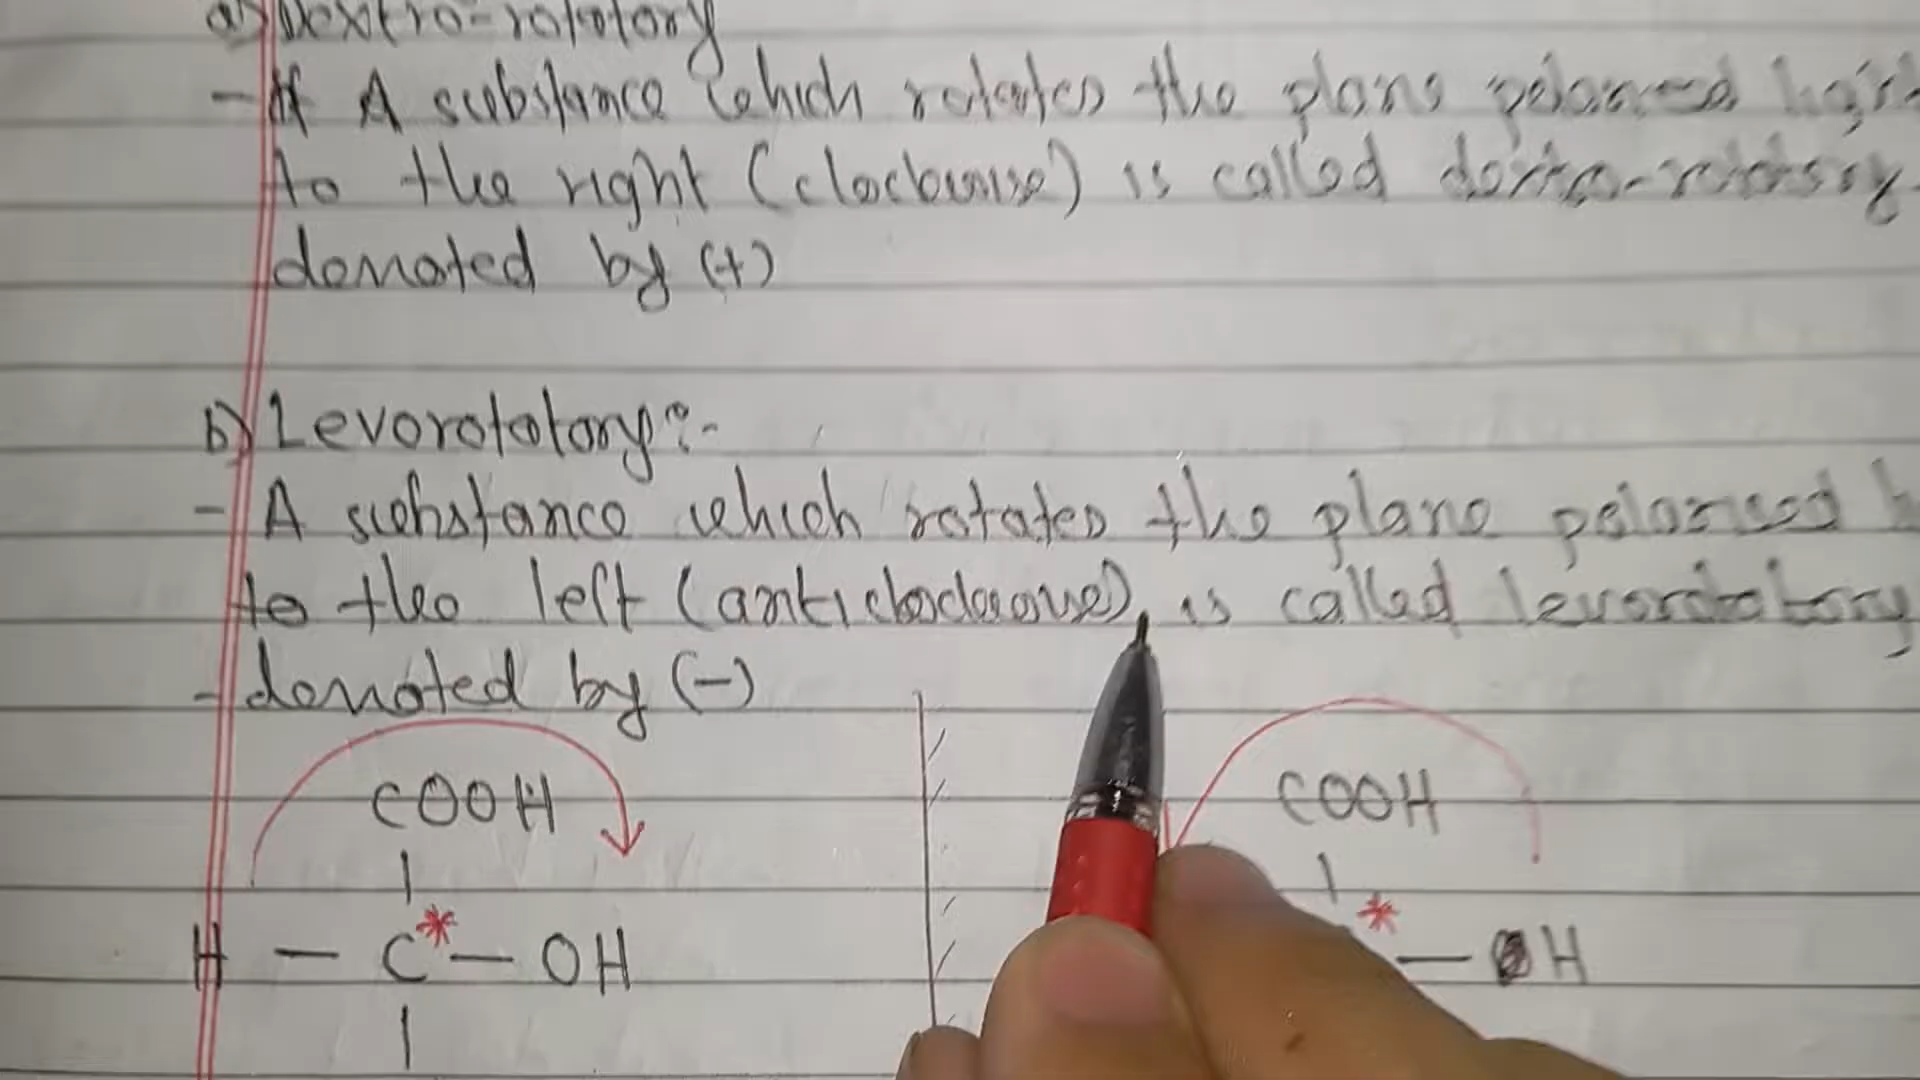 a) Dextro-rotatory
- A substance which rotates the plane polarised light
to the right (clockwise) is called dextro-rotatory.
denoted by (+)
b) Levorotatory:-
- A substance which rotates the plane polarised
to the left (anticlockwise) is called levorotatory
- denoted by (-)
COOH COOH
H - C* - OH * - H